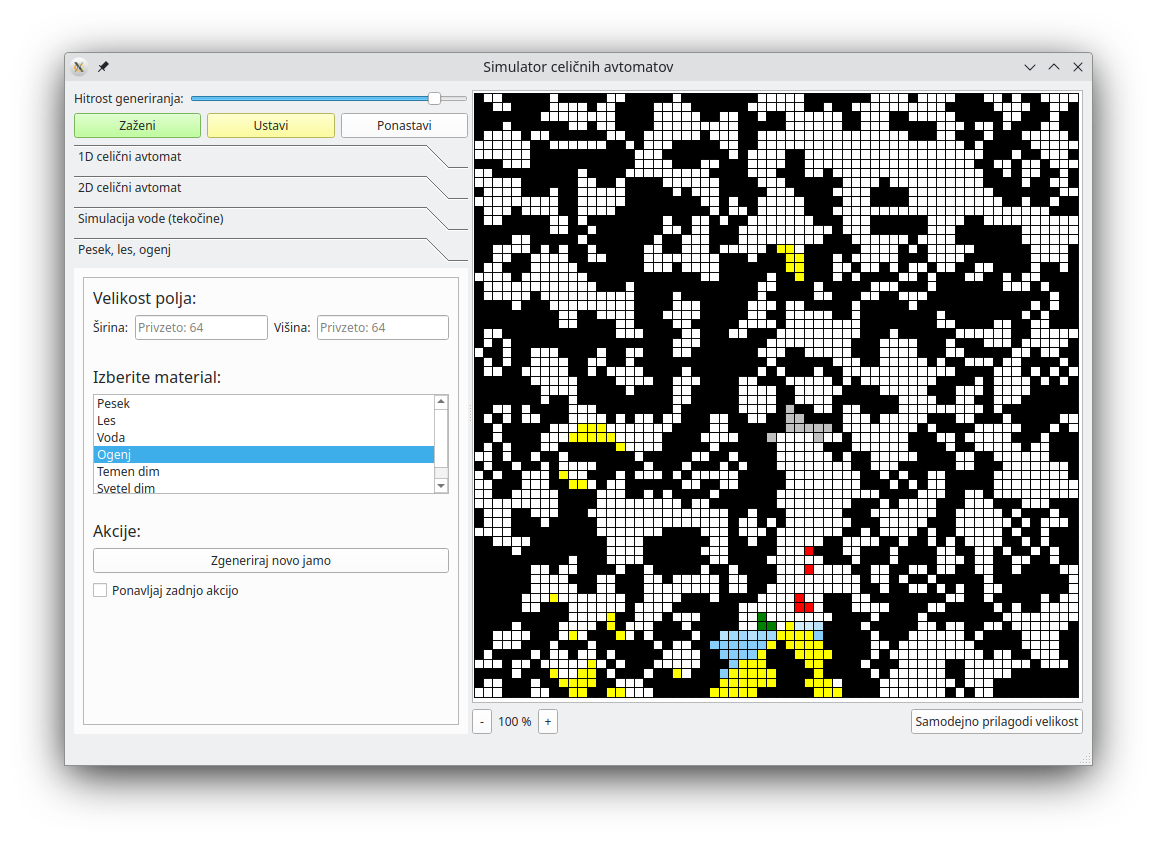 Simulator celičnih avtomatov
Hitrost generiranja:
Zaženi Ustavi Ponastavi
1D celični avtomat
2D celični avtomat
Simulacija vode (tekočine)
Pesek, les, ogenj
Velikost polja:
Širina: Privzeto: 64 Višina: Privzeto: 64
Izberite material:
Pesek
Les
Voda
Ogenj
Temen dim
Svetel dim
Akcije:
Zgeneriraj novo jamo
Ponavljaj zadnjo akcijo
- 100 % + Samodejno prilagodi velikost